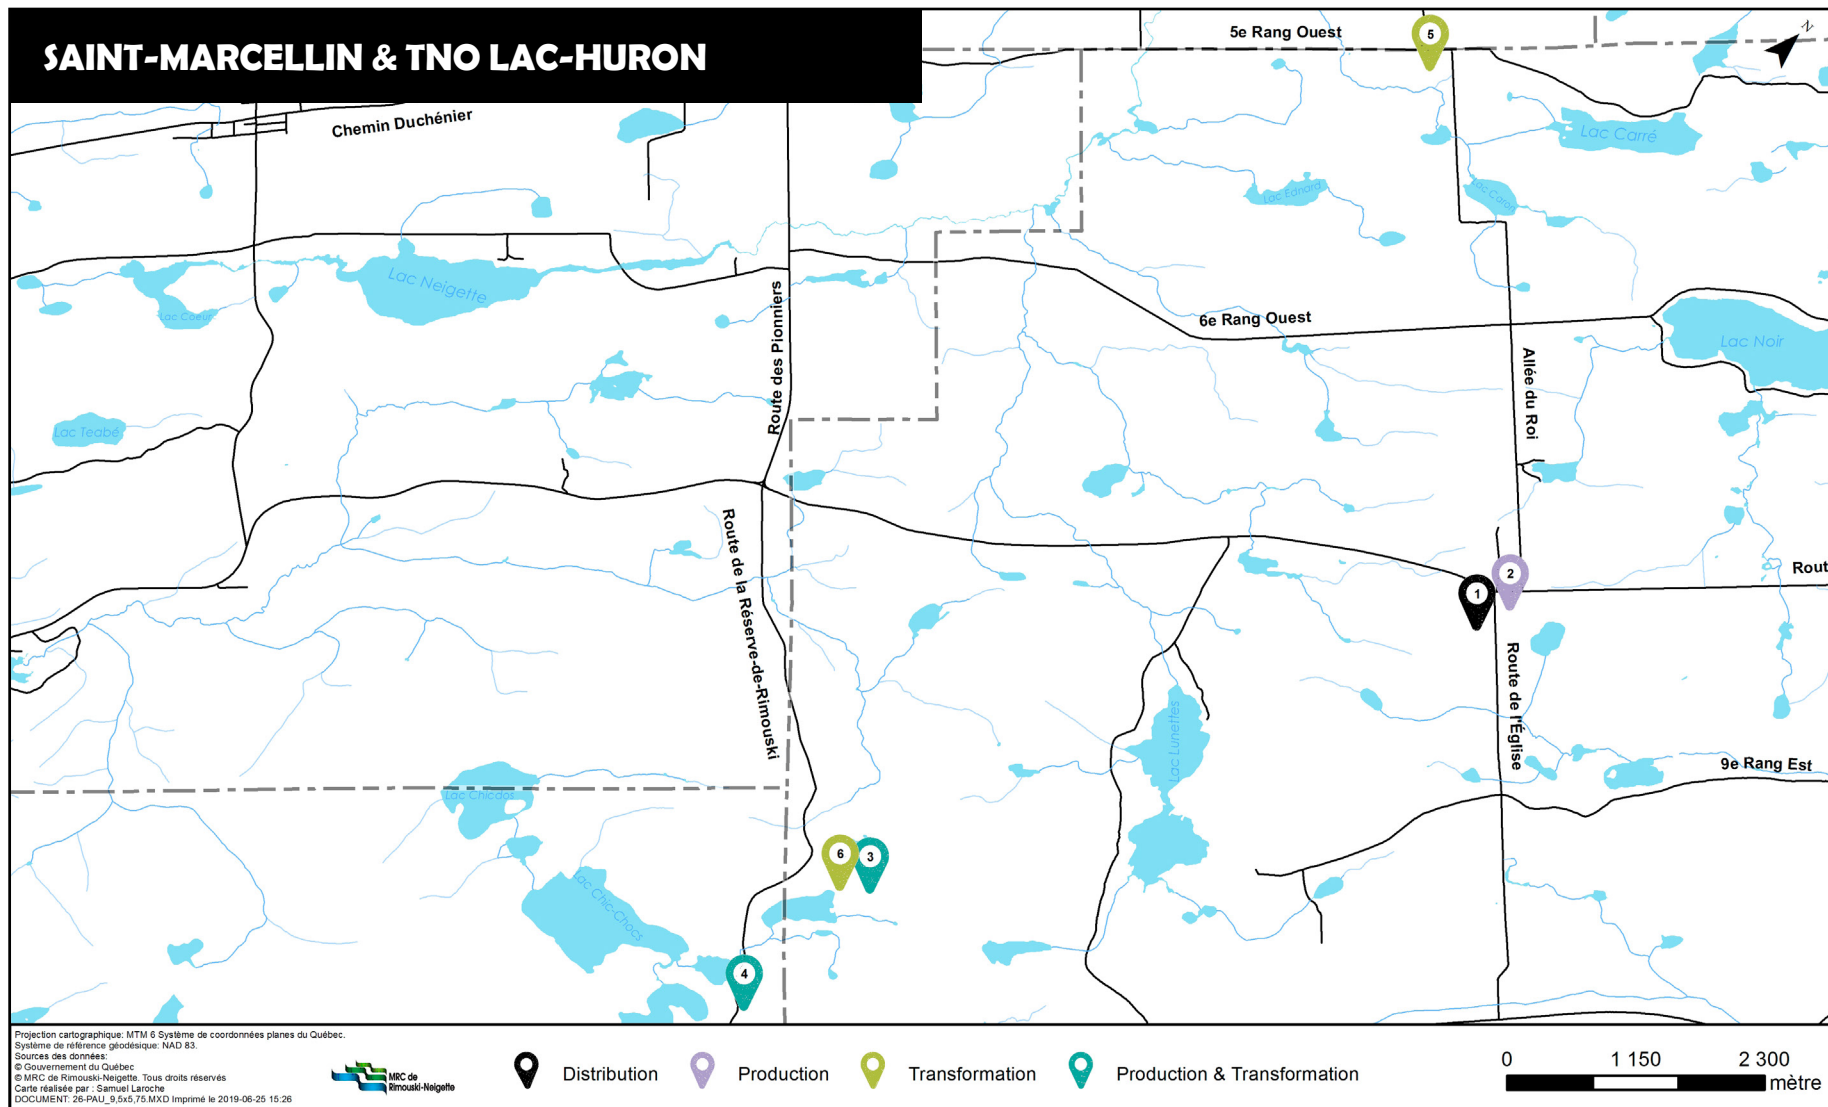 SAINT-MARCELLIN & TNO LAC-HURON
5e Rang Ouest
5
N
Chemin Duchénier
Lac Carré
Lac Ednard
Lac Caron
Lac Neigette
Lac Coeur
Route des Pionniers
6e Rang Ouest
Lac Noir
Allée du Roi
Lac Teabé
Route de la Réserve-de-Rimouski
2
1
Rout
Route de l'Église
Lac Lunettes
9e Rang Est
Lac Chicdos
6
3
Lac Chic-Chocs
4
Projection cartographique: MTM 6 Système de coordonnées planes du Québec.
Système de référence géodésique: NAD 83.
Sources des données:
© Gouvernement du Québec
© MRC de Rimouski-Neigette. Tous droits réservés
Carte réalisée par : Samuel Laroche
DOCUMENT: 26-PAU_9,5x5,75.MXD Imprimé le 2019-06-25 15:26
MRC de
Rimouski-Neigette
Distribution
Production
Transformation
Production & Transformation
0 1 150 2 300
mètre